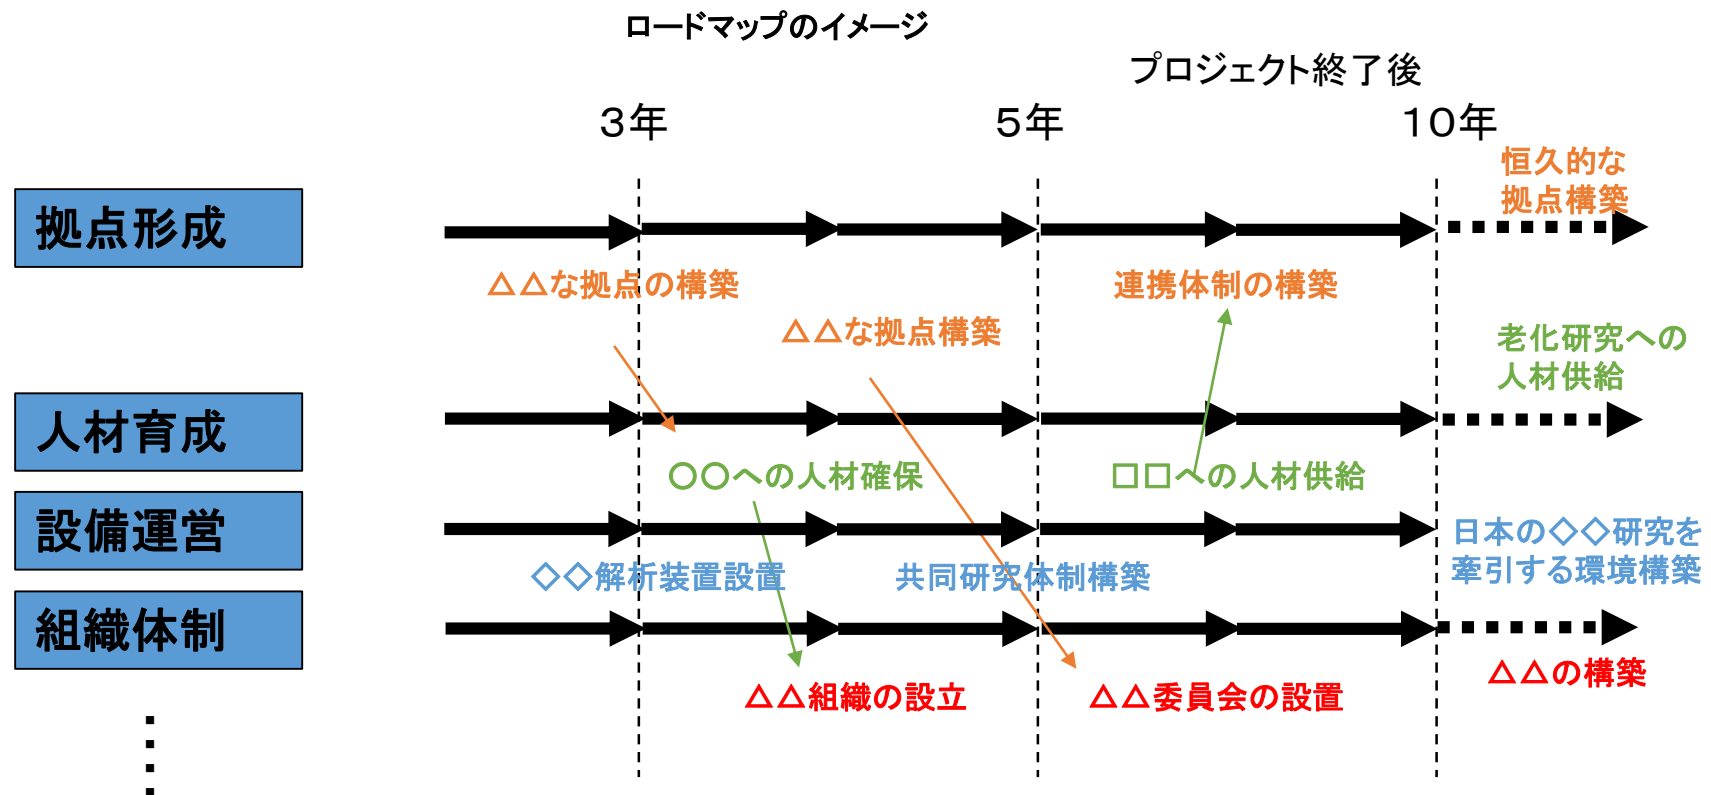 ロードマップのイメージ
プロジェクト終了後
３年
５年
１０年
恒久的な
拠点構築
拠点形成
△△な拠点の構築
連携体制の構築
△△な拠点構築
老化研究への
人材供給
人材育成
〇〇への人材確保
□□への人材供給
設備運営
日本の◇◇研究を
牽引する環境構築
◇◇解析装置設置
共同研究体制構築
組織体制
△△の構築
△△組織の設立
△△委員会の設置